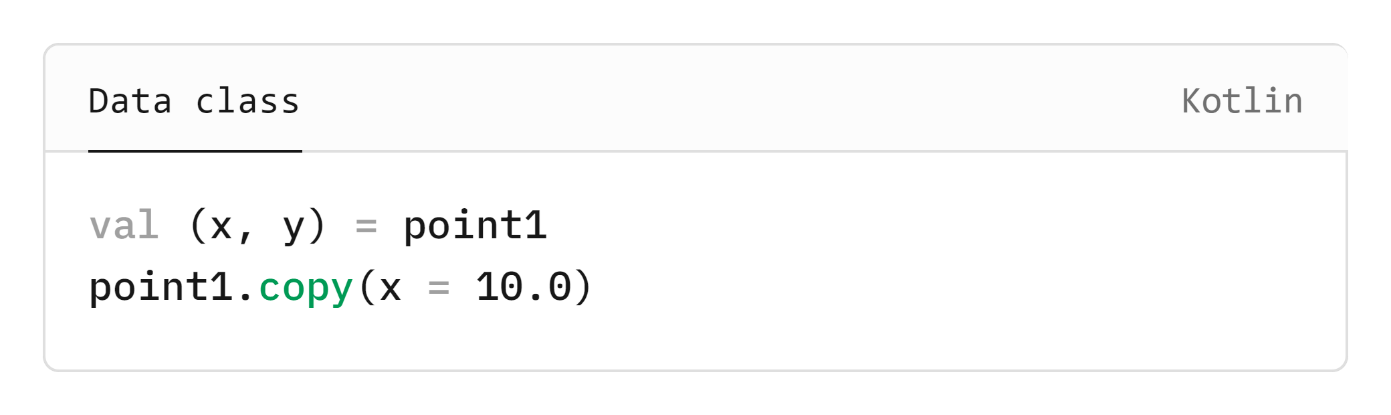 Data class
Kotlin
val (x, y) = point1
point1.copy(x = 10.0)